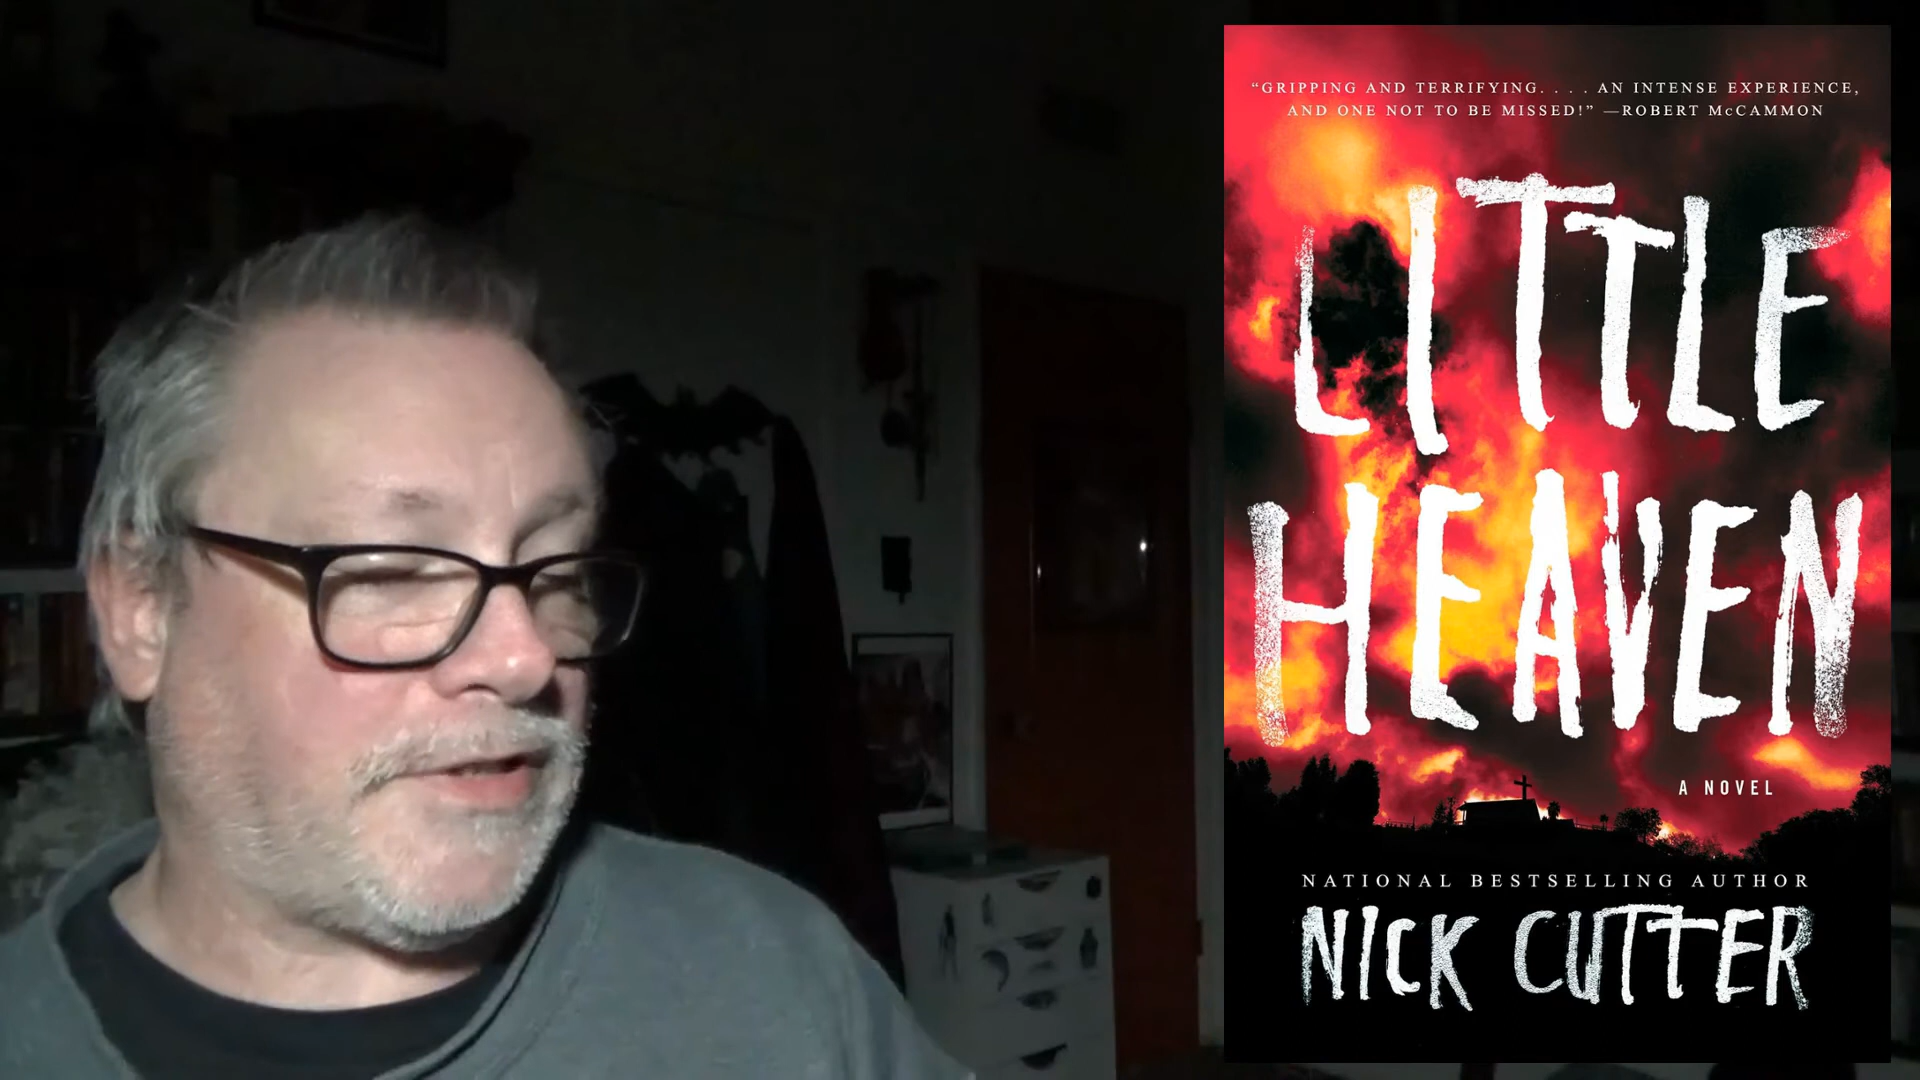 “GRIPPING AND TERRIFYING. . . . AN INTENSE EXPERIENCE,
AND ONE NOT TO BE MISSED!” —ROBERT McCAMMON
LITTLE
HEAVEN
A NOVEL
NATIONAL BESTSELLING AUTHOR
NICK CUTTER